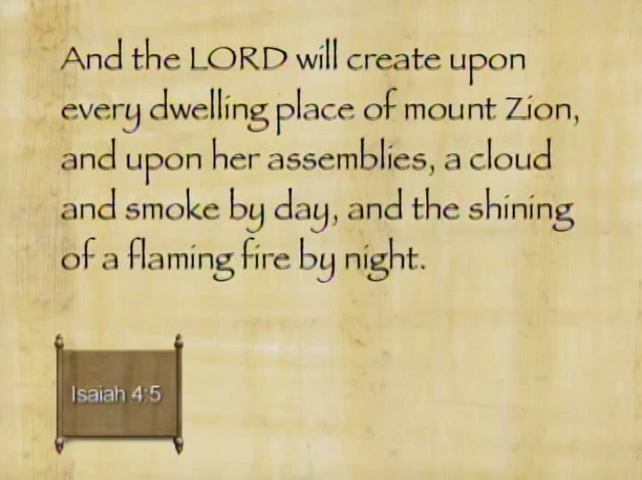 And the LORD will create upon
every dwelling place of mount Zion,
and upon her assemblies, a cloud
and smoke by day, and the shining
of a flaming fire by night.
Isaiah 4:5